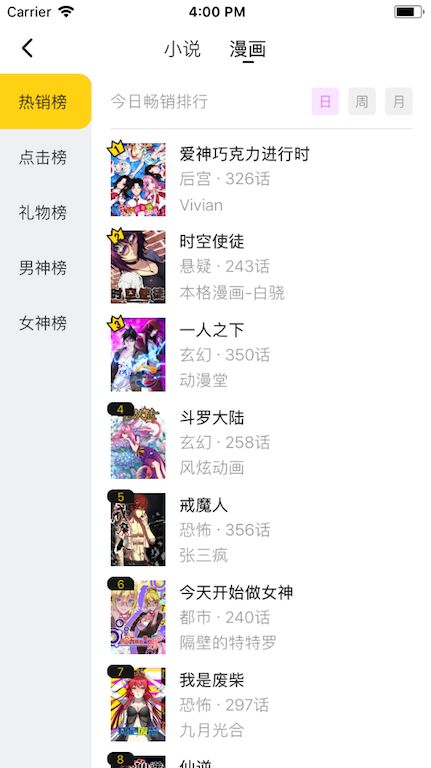 Carrier 4:00 PM
小说 漫画
热销榜
点击榜
礼物榜
男神榜
女神榜
今日畅销排行 日 周 月
1
爱神巧克力进行时
后宫 · 326话
Vivian
2
时空使徒
时空使徒
悬疑 · 243话
本格漫画-白骁
3
一人之下
玄幻 · 350话
动漫堂
4
斗罗大陆
玄幻 · 258话
风炫动画
5
戒魔人
戒魔人
恐怖 · 356话
张三疯
6
今天开始做女神
都市 · 240话
隔壁的特特罗
7
我是废柴
恐怖 · 297话
九月光合
8
仙逆